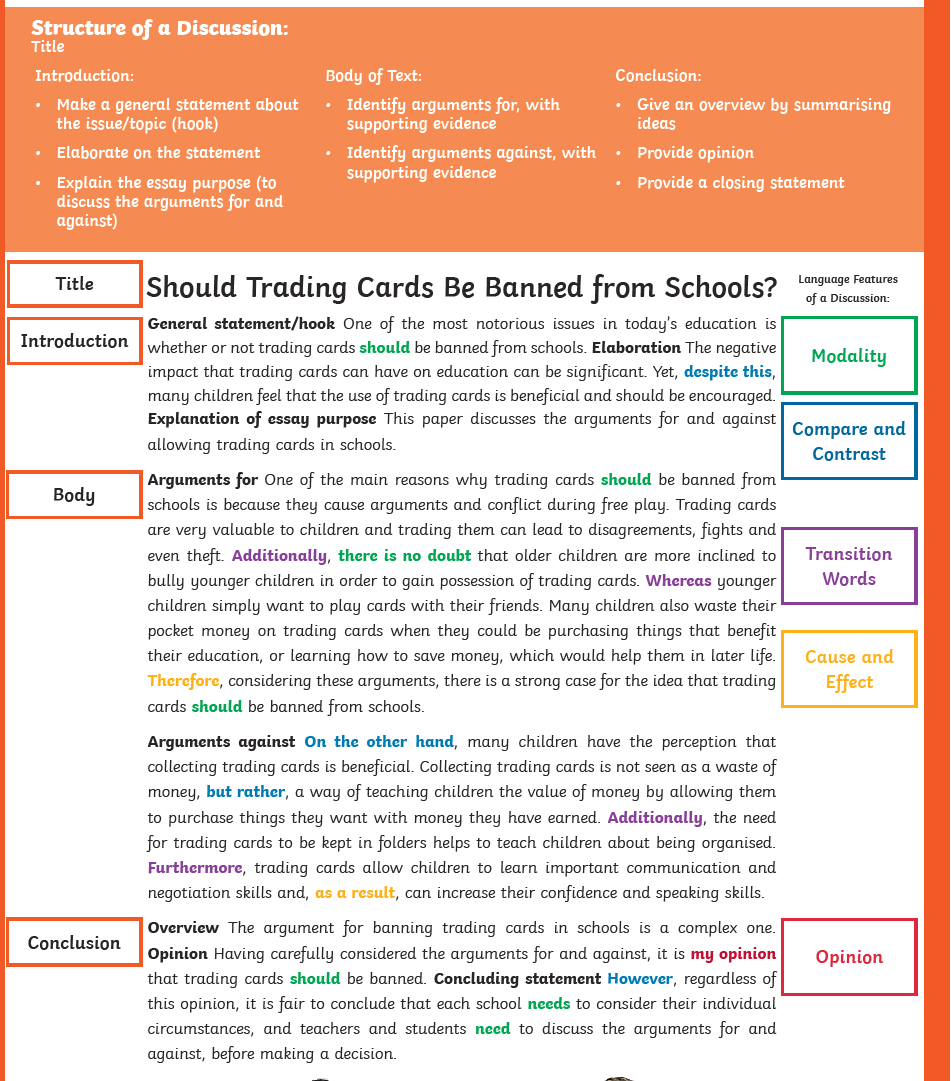 Structure of a Discussion:
Title
Introduction:
• Make a general statement about
the issue/topic (hook)
• Elaborate on the statement
• Explain the essay purpose (to
discuss the arguments for and
against)
Body of Text:
• Identify arguments for, with
supporting evidence
• Identify arguments against, with
supporting evidence
Conclusion:
• Give an overview by summarising
ideas
• Provide opinion
• Provide a closing statement
Title
Should Trading Cards Be Banned from Schools?
Language Features
of a Discussion:
Introduction
General statement/hook One of the most notorious issues in today's education is
whether or not trading cards should be banned from schools. Elaboration The negative
impact that trading cards can have on education can be significant. Yet, despite this,
many children feel that the use of trading cards is beneficial and should be encouraged.
Explanation of essay purpose This paper discusses the arguments for and against
allowing trading cards in schools.
Modality
Compare and
Contrast
Body
Arguments for One of the main reasons why trading cards should be banned from
schools is because they cause arguments and conflict during free play. Trading cards
are very valuable to children and trading them can lead to disagreements, fights and
even theft. Additionally, there is no doubt that older children are more inclined to
bully younger children in order to gain possession of trading cards. Whereas younger
children simply want to play cards with their friends. Many children also waste their
pocket money on trading cards when they could be purchasing things that benefit
their education, or learning how to save money, which would help them in later life.
Therefore, considering these arguments, there is a strong case for the idea that trading
cards should be banned from schools.
Transition
Words
Cause and
Effect
Arguments against On the other hand, many children have the perception that
collecting trading cards is beneficial. Collecting trading cards is not seen as a waste of
money, but rather, a way of teaching children the value of money by allowing them
to purchase things they want with money they have earned. Additionally, the need
for trading cards to be kept in folders helps to teach children about being organised.
Furthermore, trading cards allow children to learn important communication and
negotiation skills and, as a result, can increase their confidence and speaking skills.
Conclusion
Overview The argument for banning trading cards in schools is a complex one.
Opinion Having carefully considered the arguments for and against, it is my opinion
that trading cards should be banned. Concluding statement However, regardless of
this opinion, it is fair to conclude that each school needs to consider their individual
circumstances, and teachers and students need to discuss the arguments for and
against, before making a decision.
Opinion